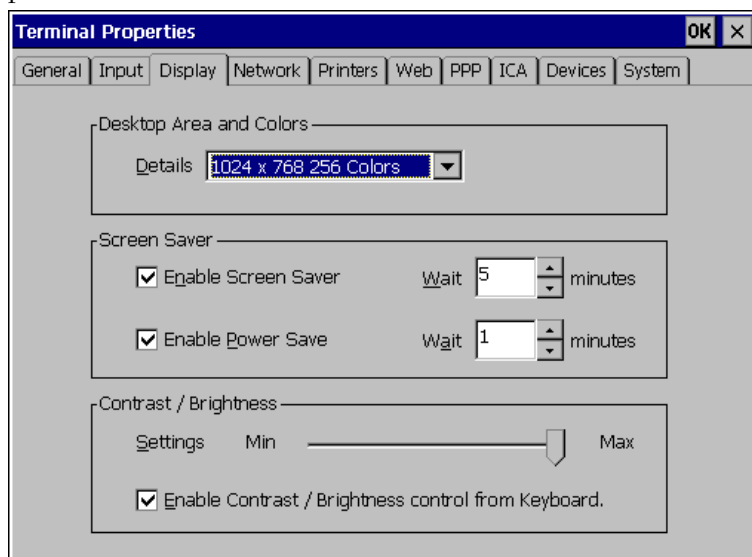 Terminal Properties OK ×
General Input Display Network Printers Web PPP ICA Devices System
Desktop Area and Colors
Details 1024 x 768 256 Colors
Screen Saver
Enable Screen Saver Wait 5 minutes
Enable Power Save Wait 1 minutes
Contrast / Brightness
Settings Min Max
Enable Contrast / Brightness control from Keyboard.